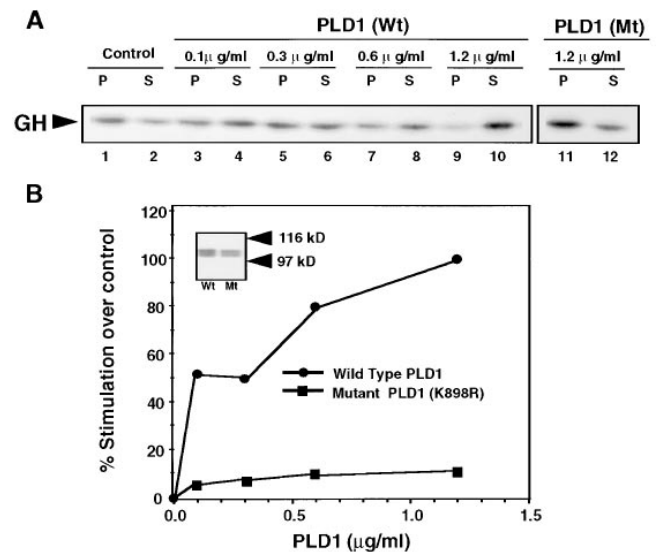 A
PLD1 (Wt)
PLD1 (Mt)
Control
0.1μ g/ml
0.3 μ g/ml
0.6 μ g/ml
1.2 μ g/ml
1.2 μ g/ml
P S P S P S P S P S P S
GH
1 2 3 4 5 6 7 8 9 10 11 12
B
120
100
80
60
40
20
0
% Stimulation over control
116 kD
97 kD
Wt Mt
Wild Type PLD1
Mutant PLD1 (K898R)
0.0 0.5 1.0 1.5
PLD1 (μg/ml)